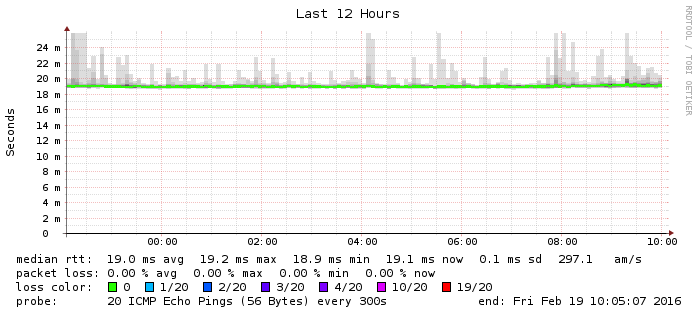 Last 12 Hours
RRDTOOL / TOBI OETIKER
Seconds
24 m
22 m
20 m
18 m
16 m
14 m
12 m
10 m
8 m
6 m
4 m
2 m
0
00:00 02:00 04:00 06:00 08:00 10:00
median rtt: 19.0 ms avg 19.2 ms max 18.9 ms min 19.1 ms now 0.1 ms sd 297.1 am/s
packet loss: 0.00 % avg 0.00 % max 0.00 % min 0.00 % now
loss color: 0 1/20 2/20 3/20 4/20 10/20 19/20
probe: 20 ICMP Echo Pings (56 Bytes) every 300s end: Fri Feb 19 10:05:07 2016